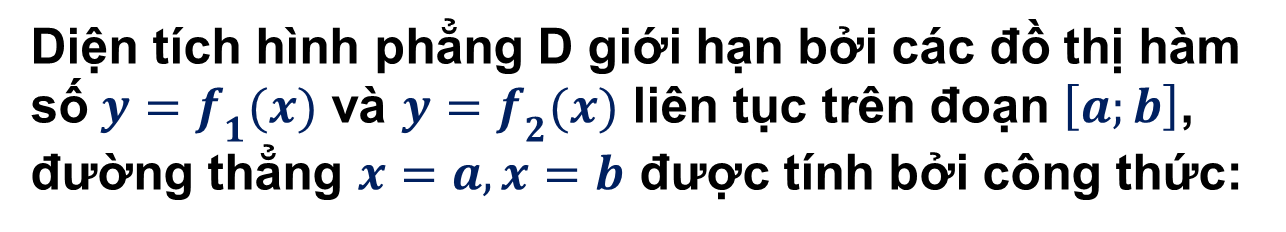 Diện tích hình phẳng D giới hạn bởi các đồ thị hàm
số y = f₁(x) và y = f₂(x) liên tục trên đoạn [a; b],
đường thẳng x = a, x = b được tính bởi công thức: